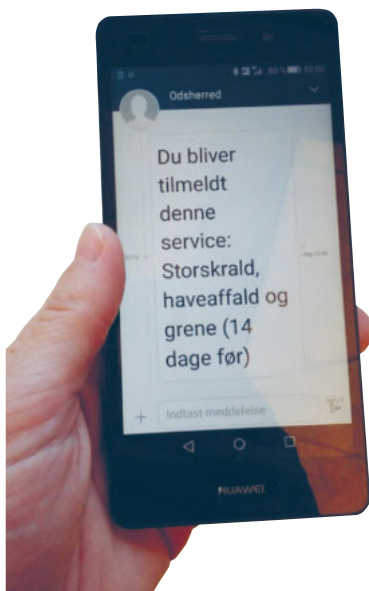 Odsherred
Du bliver
tilmeldt
denne
service:
Storskrald,
haveaffald og
grene (14
dage før)
Indtast meddelelse
HUAWEI